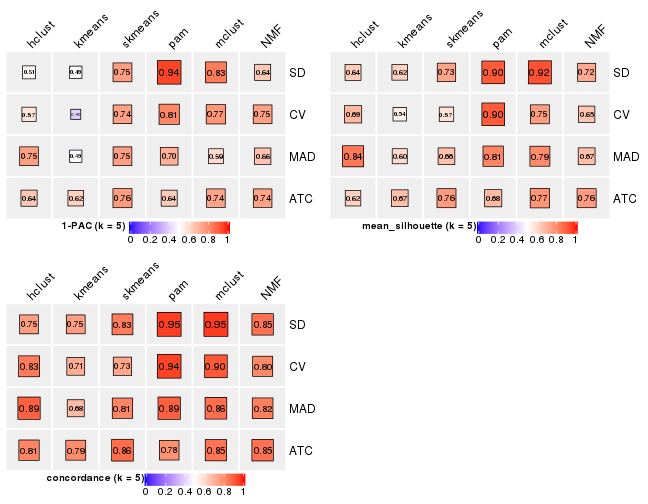 hclust kmeans skmeans pam mclust NMF
0.51 0.49 0.75 0.94 0.83 0.64 SD
0.57 0.75 0.74 0.81 0.77 CV
0.75 0.49 0.75 0.70 0.59 0.66 MAD
0.64 0.62 0.76 0.64 0.74 0.74 ATC
1-PAC (k = 5)
0 0.2 0.4 0.6 0.8 1
hclust kmeans skmeans pam mclust NMF
0.64 0.62 0.73 0.90 0.92 0.72 SD
0.69 0.54 0.57 0.90 0.75 0.65 CV
0.84 0.60 0.66 0.81 0.79 0.67 MAD
0.62 0.67 0.76 0.68 0.77 0.76 ATC
mean_silhouette (k = 5)
0 0.2 0.4 0.6 0.8 1
hclust kmeans skmeans pam mclust NMF
0.75 0.75 0.83 0.95 0.95 0.85 SD
0.83 0.71 0.73 0.94 0.90 0.80 CV
0.89 0.68 0.81 0.89 0.86 0.82 MAD
0.81 0.79 0.86 0.78 0.85 0.85 ATC
concordance (k = 5)
0 0.2 0.4 0.6 0.8 1